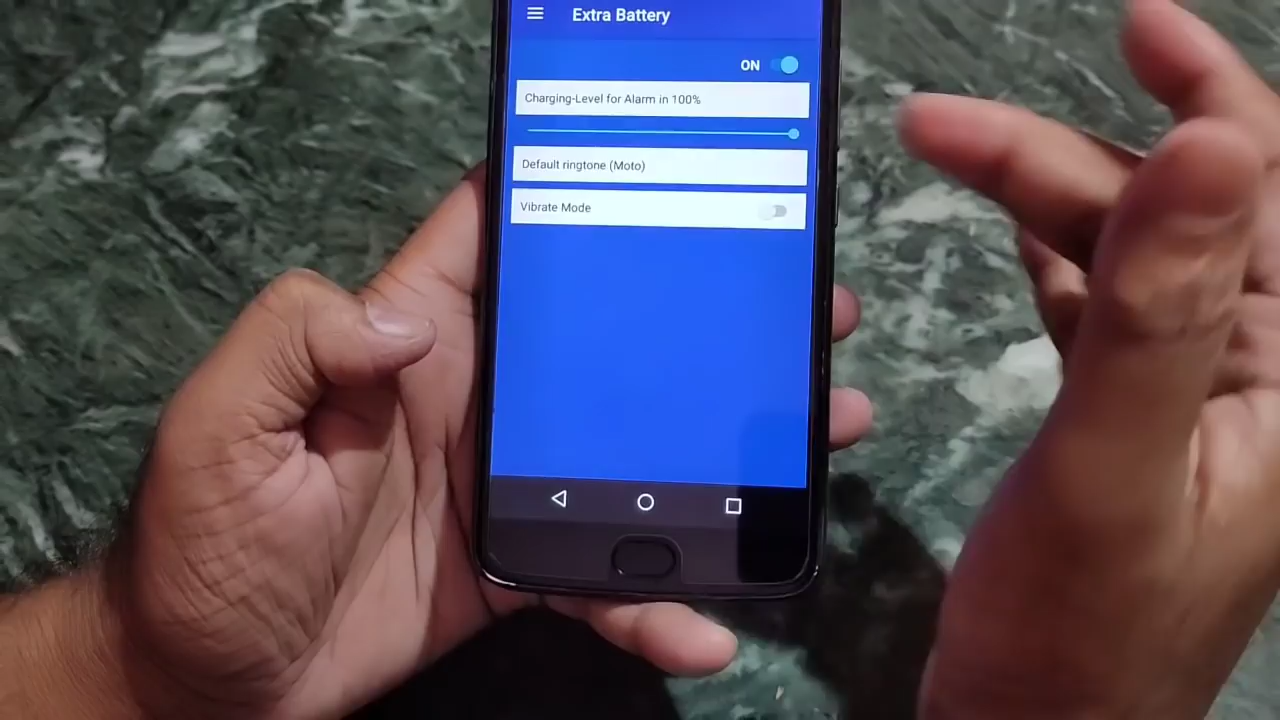 Extra Battery
ON
Charging-Level for Alarm in 100%
Default ringtone (Moto)
Vibrate Mode